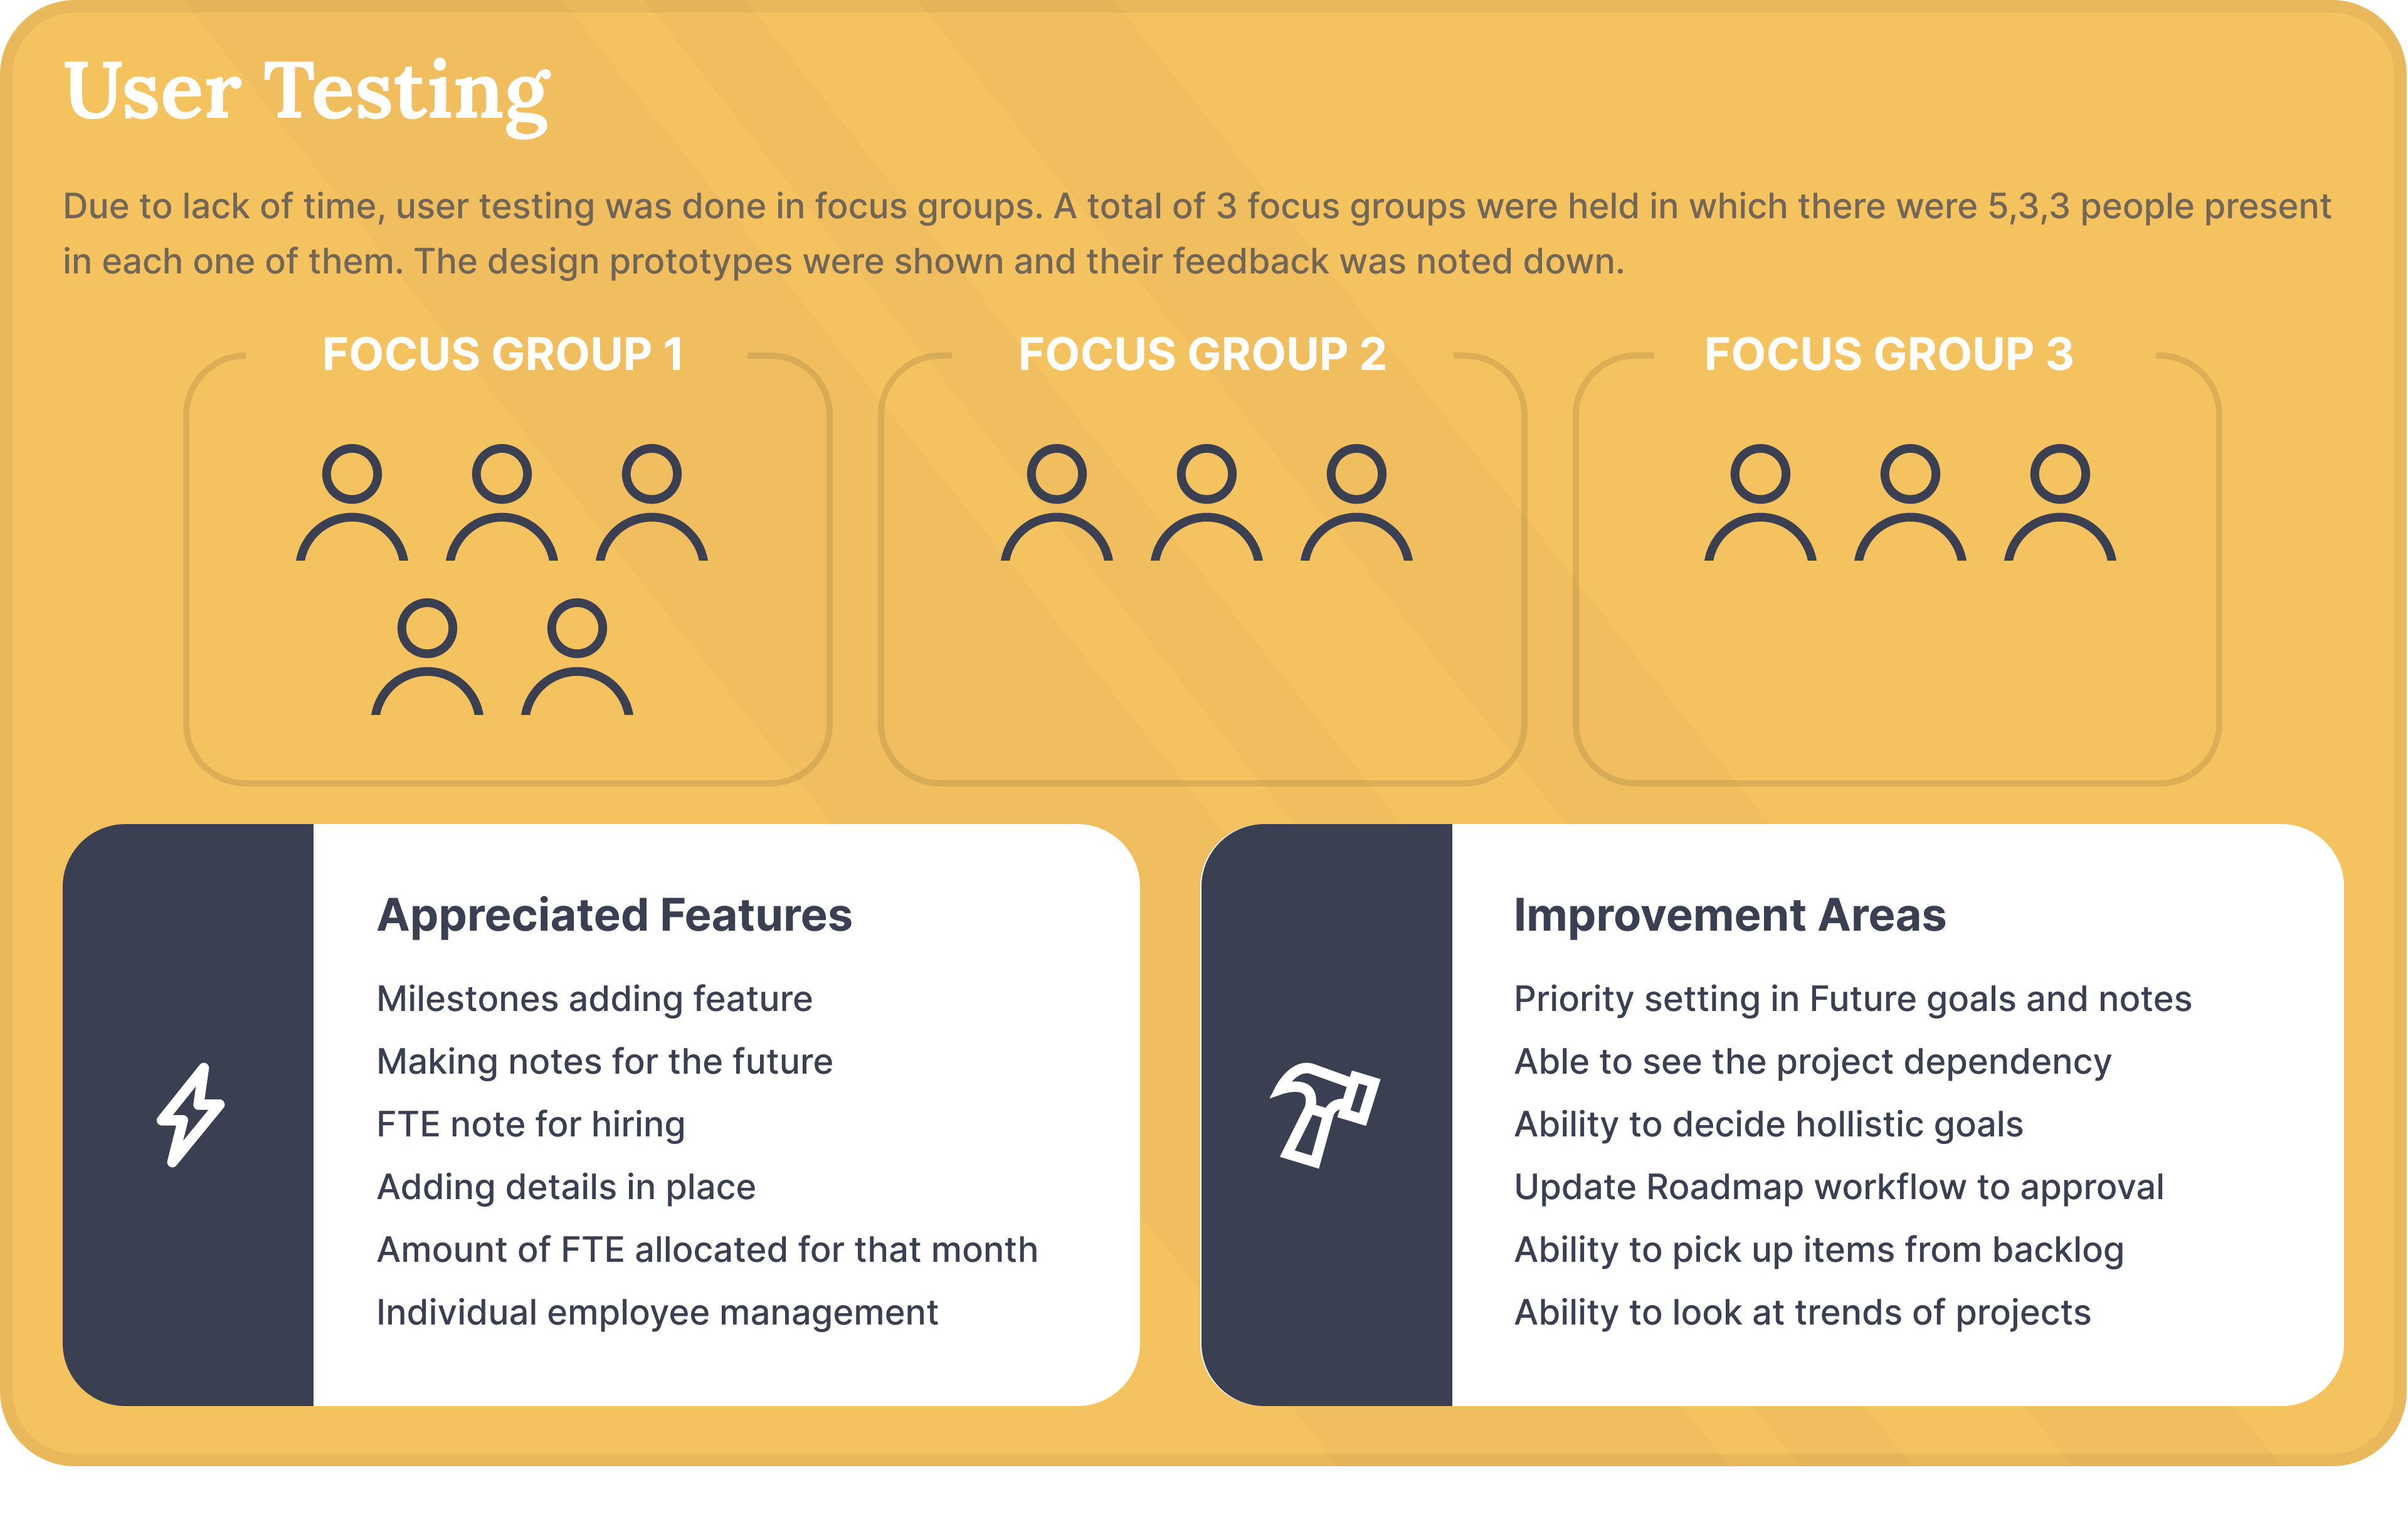 User Testing
Due to lack of time, user testing was done in focus groups. A total of 3 focus groups were held in which there were 5,3,3 people present
in each one of them. The design prototypes were shown and their feedback was noted down.
FOCUS GROUP 1
FOCUS GROUP 2
FOCUS GROUP 3
Appreciated Features
Milestones adding feature
Making notes for the future
FTE note for hiring
Adding details in place
Amount of FTE allocated for that month
Individual employee management
Improvement Areas
Priority setting in Future goals and notes
Able to see the project dependency
Ability to decide hollistic goals
Update Roadmap workflow to approval
Ability to pick up items from backlog
Ability to look at trends of projects